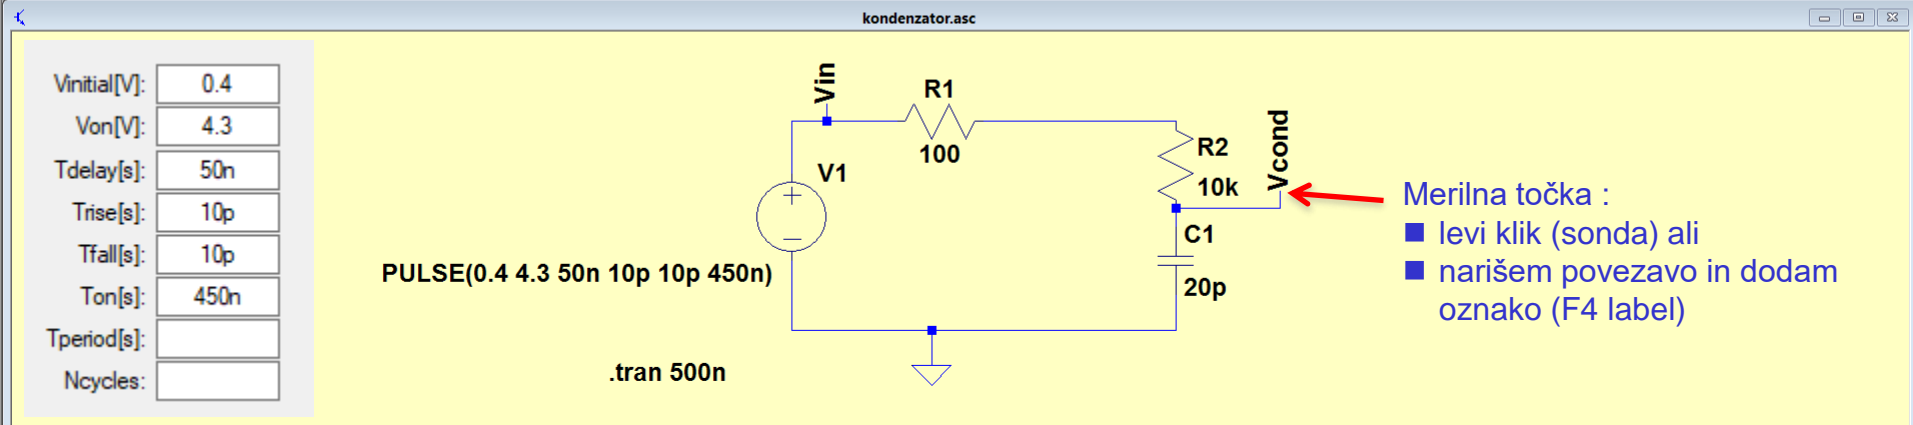 kondenzator.asc
Vinitial[V]: 0.4
Von[V]: 4.3
Tdelay[s]: 50n
Trise[s]: 10p
Tfall[s]: 10p
Ton[s]: 450n
Tperiod[s]:
Ncycles:
Vin
R1
100
V1
PULSE(0.4 4.3 50n 10p 10p 450n)
.tran 500n
R2
10k
Vcond
C1
20p
Merilna točka :
levi klik (sonda) ali
narišem povezavo in dodam
oznako (F4 label)